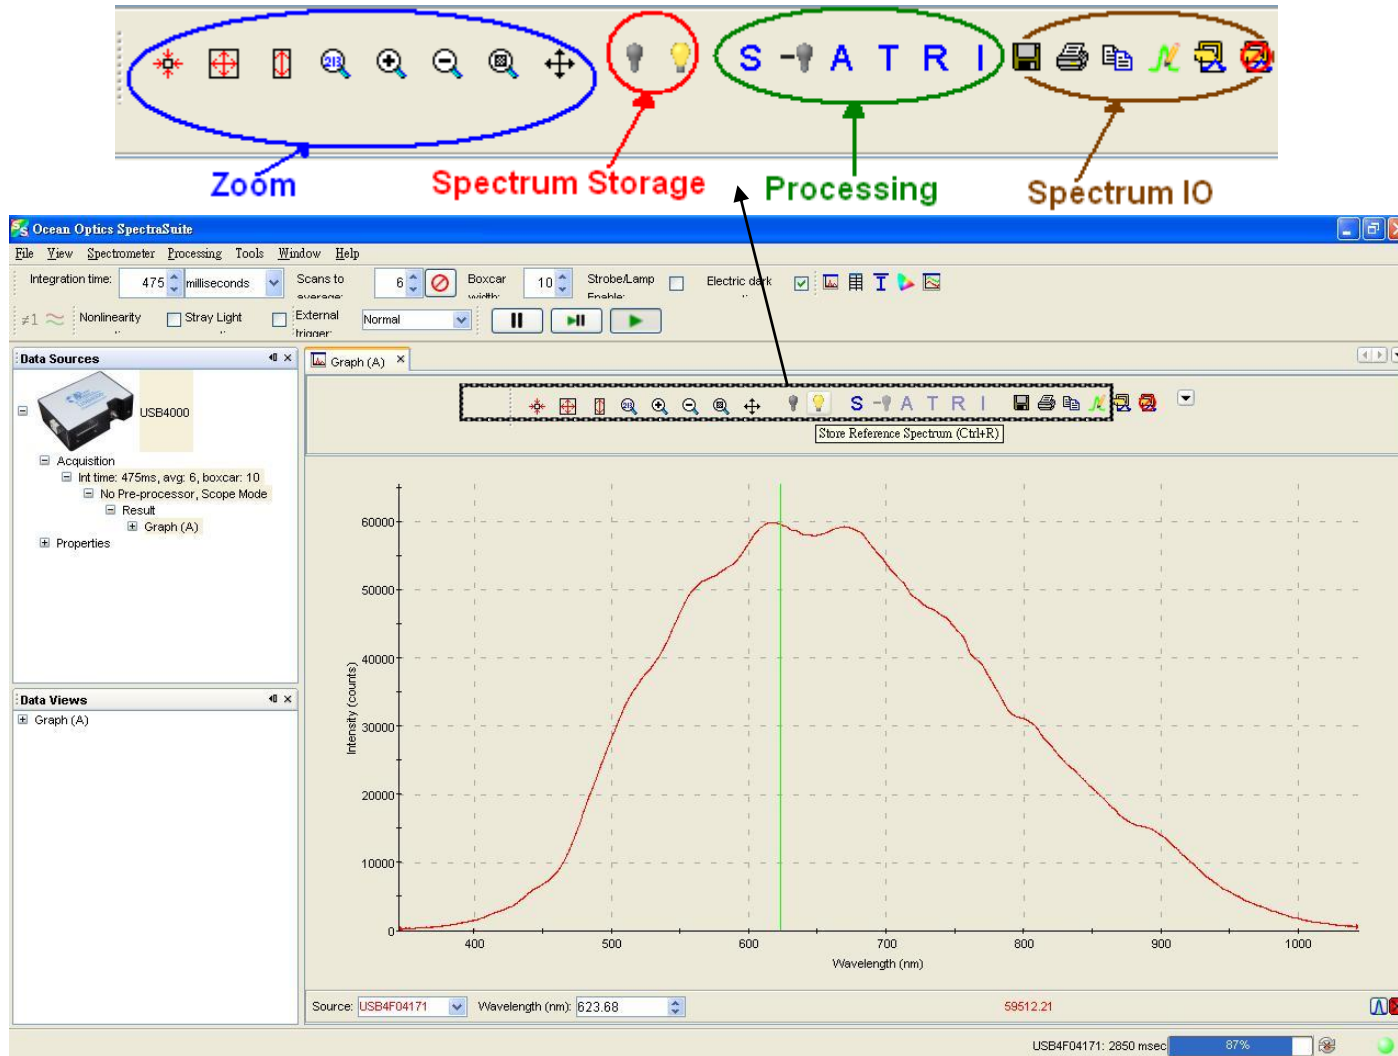 S A T R I
Zoom
Spectrum Storage
Processing
Spectrum IO
Ocean Optics SpectraSuite
File View Spectrometer Processing Tools Window Help
Integration time: 475 milliseconds Scans to 6 Boxcar 10 Strobe/Lamp Electric dark
≠1 Nonlinearity Stray Light External Normal
Data Sources
Graph (A)
USB4000
S A T R I
Store Reference Spectrum (Ctrl+R)
Acquisition
Int time: 475ms, avg: 6, boxcar: 10
No Pre-processor, Scope Mode
Result
Graph (A)
Properties
Data Views
Graph (A)
Intensity (counts)
60000
50000
40000
30000
20000
10000
0
400 500 600 700 800 900 1000
Wavelength (nm)
Source: USB4F04171 Wavelength (nm): 623.68 59512.21
USB4F04171: 2850 msec 87%